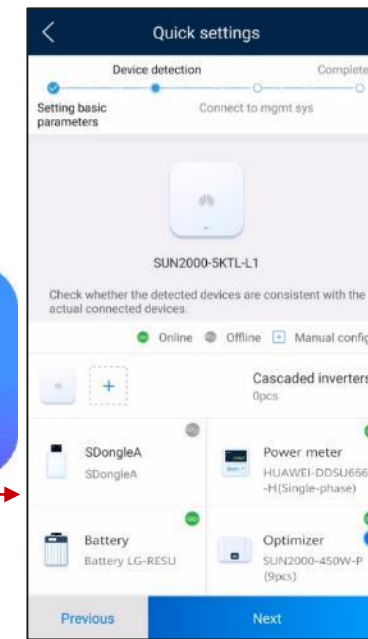 Quick settings
Device detection
Complete
Setting basic
parameters
Connect to mgmt sys
SUN2000-5KTL-L1
Check whether the detected devices are consistent with the
actual connected devices.
Online Offline Manual config
Cascaded inverters
0pcs
SDongleA
SDongleA
Power meter
HUAWEI-DDSU666
-H(Single-phase)
Battery
Battery LG-RESU
Optimizer
SUN2000-450W-P
(9pcs)
Previous
Next